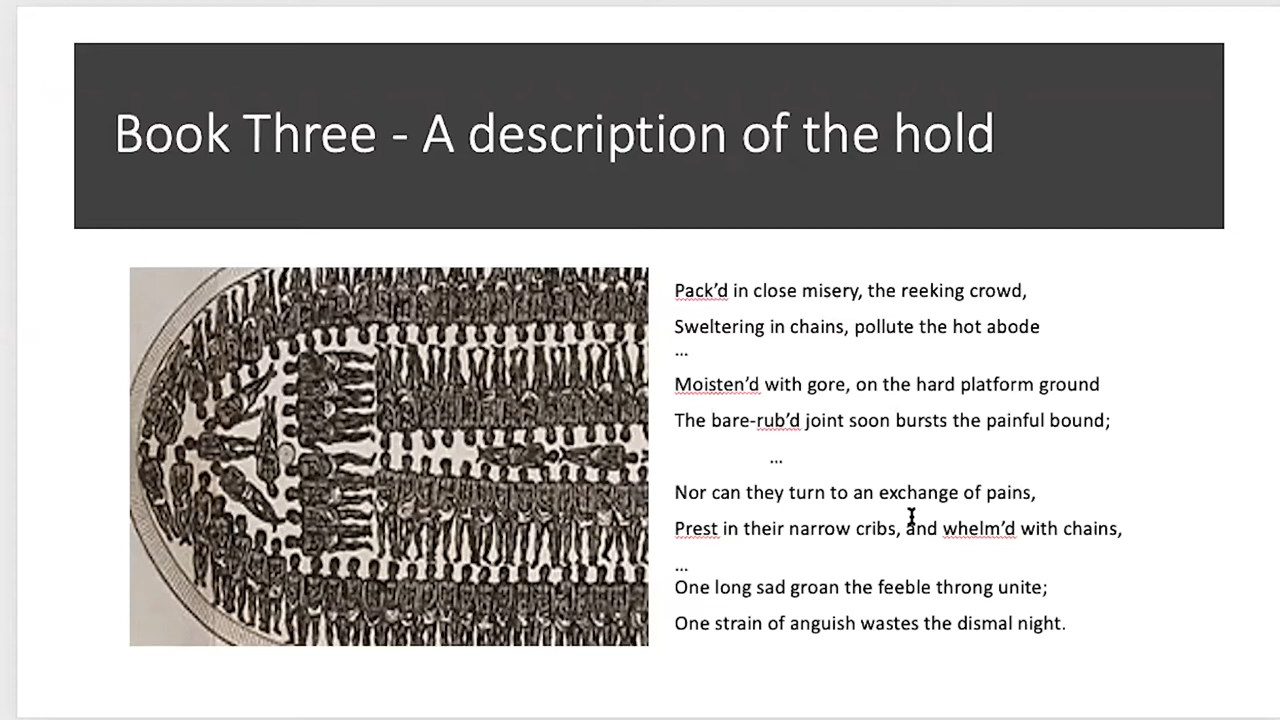 Book Three - A description of the hold
Pack’d in close misery, the reeking crowd,
Sweltering in chains, pollute the hot abode
…
Moisten’d with gore, on the hard platform ground
The bare-rub’d joint soon bursts the painful bound;
…
Nor can they turn to an exchange of pains,
Prest in their narrow cribs, and whelm’d with chains,
…
One long sad groan the feeble throng unite;
One strain of anguish wastes the dismal night.